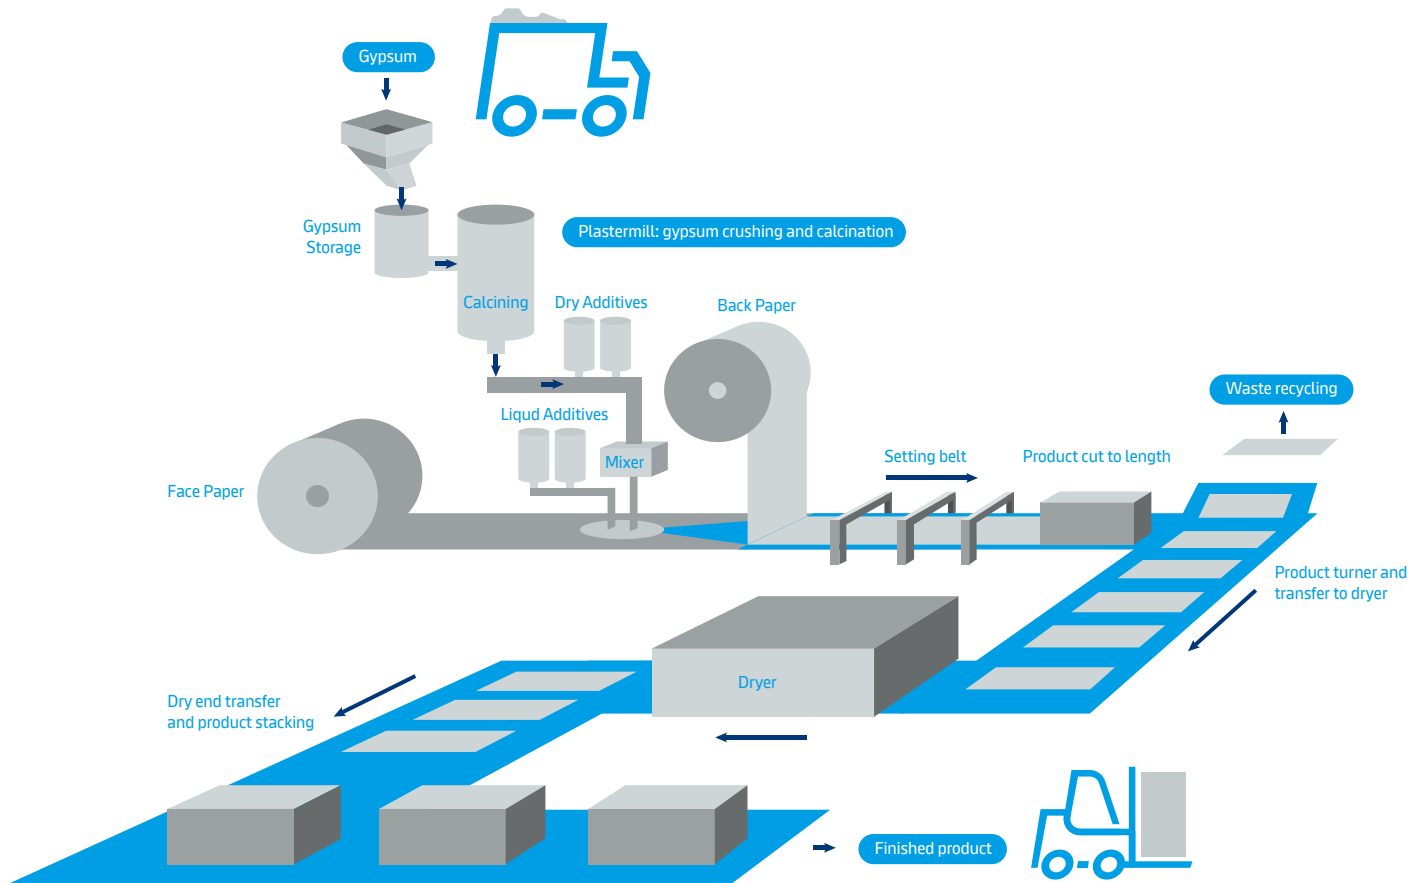 Gypsum
Gypsum
Storage
Plastermill: gypsum crushing and calcination
Calcining
Dry Additives
Back Paper
Waste recycling
Liqud Additives
Mixer
Setting belt
Product cut to length
Face Paper
Product turner and
transfer to dryer
Dryer
Dry end transfer
and product stacking
Finished product